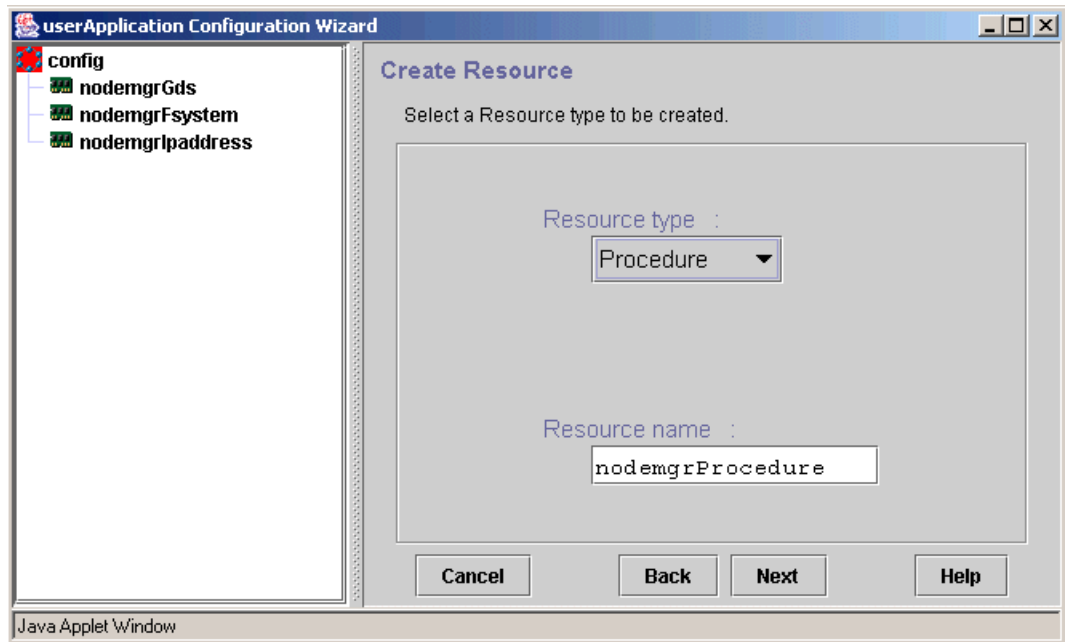 userApplication Configuration Wizard
config
nodemgrGds
nodemgrFsystem
nodemgrIpaddress
Create Resource
Select a Resource type to be created.
Resource type :
Procedure
Resource name :
nodemgrProcedure
Cancel
Back
Next
Help
Java Applet Window